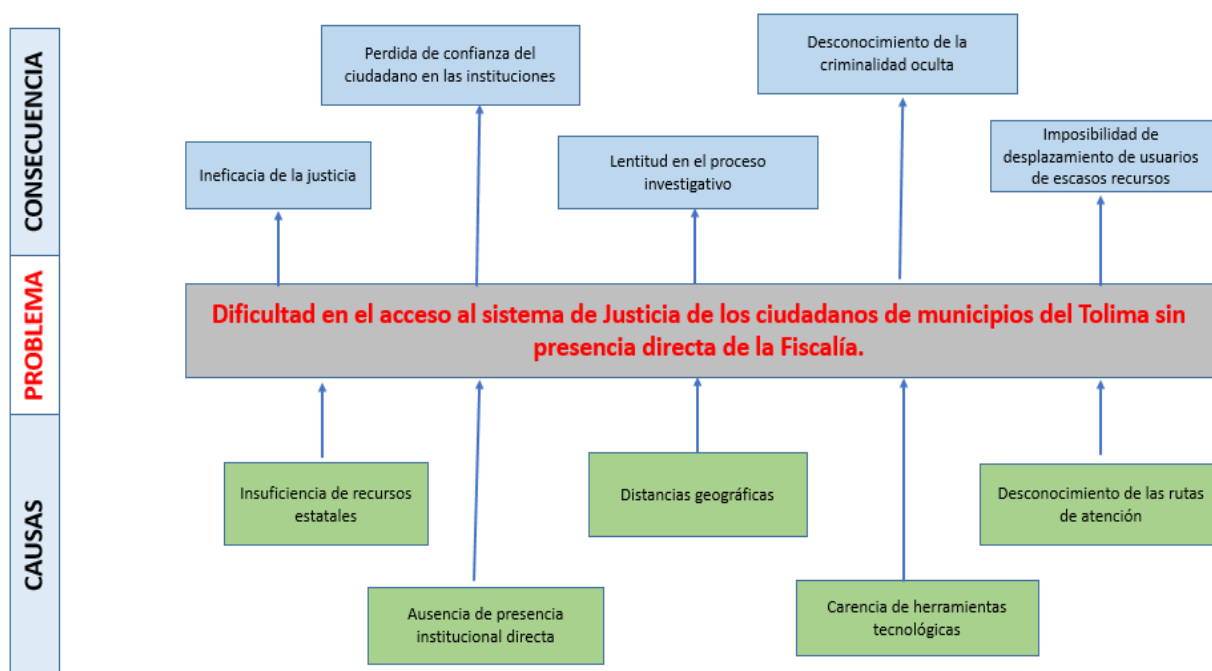 CONSECUENCIA
Perdida de confianza del
ciudadano en las instituciones
Desconocimiento de la
criminalidad oculta
Ineficacia de la justicia
Lentitud en el proceso
investigativo
Imposibilidad de
desplazamiento de usuarios
de escasos recursos
PROBLEMA
Dificultad en el acceso al sistema de Justicia de los ciudadanos de municipios del Tolima sin
presencia directa de la Fiscalía.
CAUSAS
Insuficiencia de recursos
estatales
Distancias geográficas
Desconocimiento de las rutas
de atención
Ausencia de presencia
institucional directa
Carencia de herramientas
tecnológicas